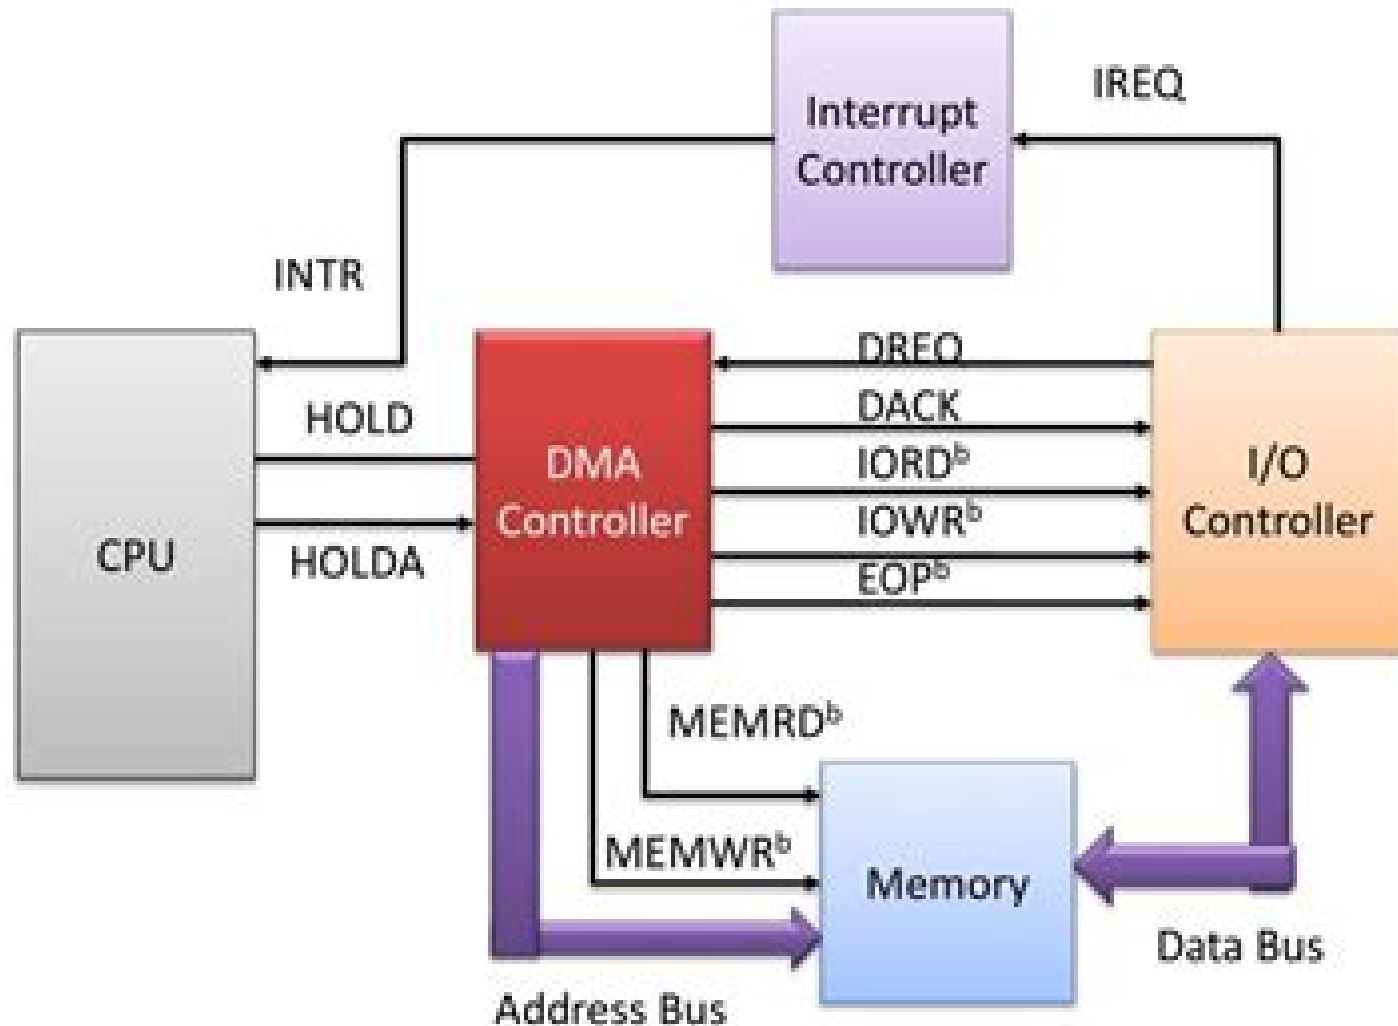 Interrupt
Controller
IREQ
INTR
HOLD
HOLDA
CPU
DMA
Controller
DREQ
DACK
IORDᵇ
IOWRᵇ
EOPᵇ
I/O
Controller
MEMRDᵇ
MEMWRᵇ
Memory
Address Bus
Data Bus